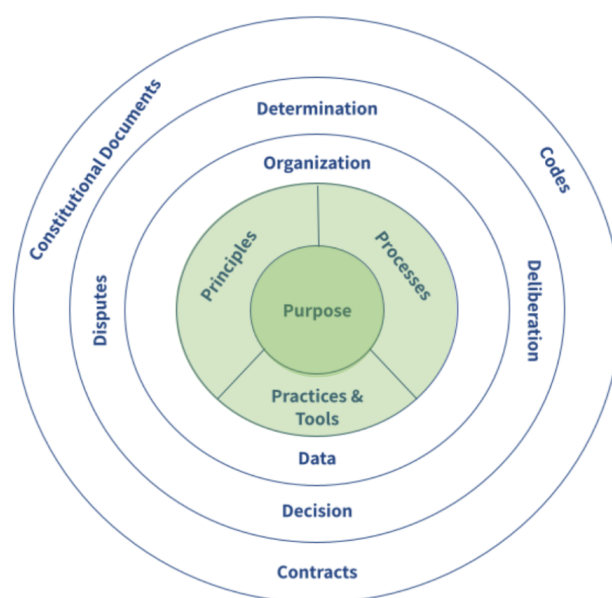 Constitutional Documents
Codes
Determination
Organization
Disputes
Deliberation
Principles
Processes
Purpose
Practices &
Tools
Data
Decision
Contracts